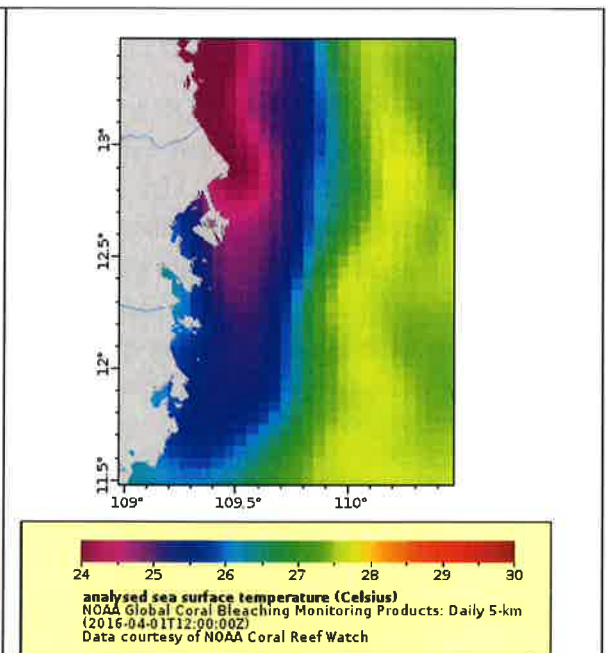 13°
12.5°
12°
11.5°
109° 109.5° 110°
24 25 26 27 28 29 30
analysed sea surface temperature (Celsius)
NOAA Global Coral Bleaching Monitoring Products: Daily 5-km
(2016-04-01T12:00:00Z)
Data courtesy of NOAA Coral Reef Watch